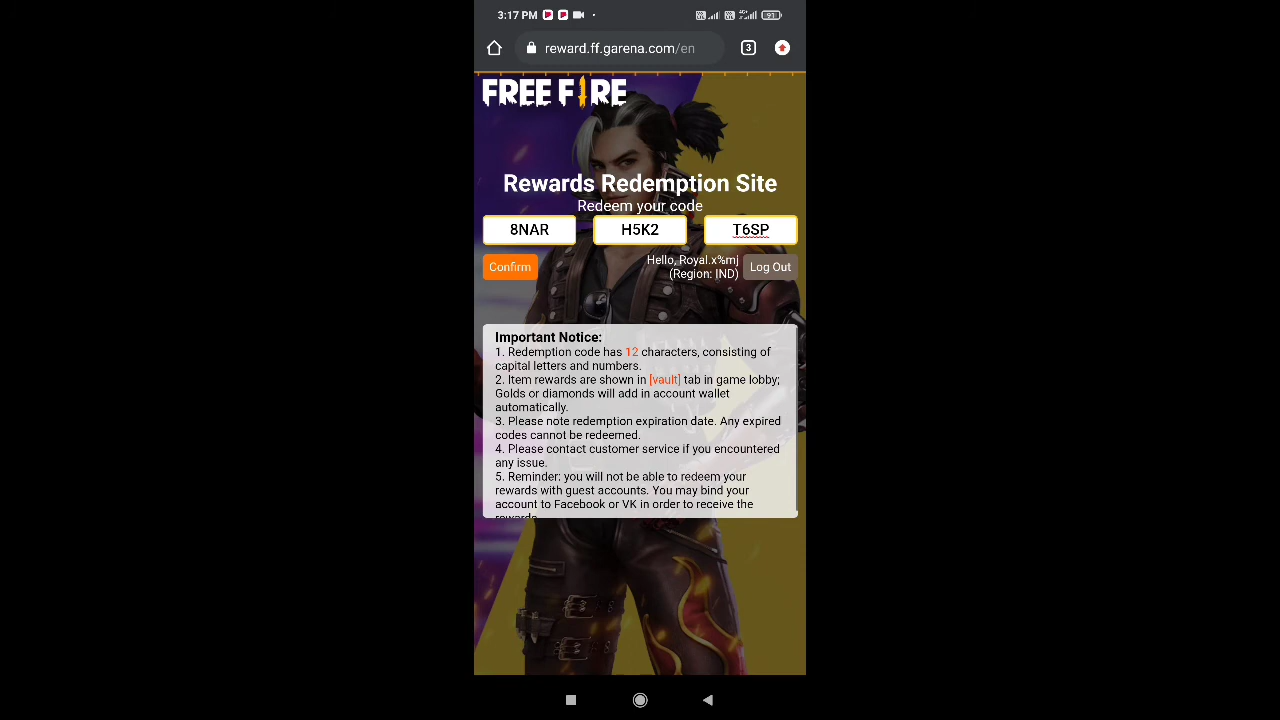 3:17 PM
91
reward.ff.garena.com/en
3
FREE FIRE
Rewards Redemption Site
Redeem your code
8NAR H5K2 T6SP
Confirm
Hello, Royal.x%mj
(Region: IND)
Log Out
Important Notice:
1. Redemption code has 12 characters, consisting of
capital letters and numbers.
2. Item rewards are shown in [vault] tab in game lobby;
Golds or diamonds will add in account wallet
automatically.
3. Please note redemption expiration date. Any expired
codes cannot be redeemed.
4. Please contact customer service if you encountered
any issue.
5. Reminder: you will not be able to redeem your
rewards with guest accounts. You may bind your
account to Facebook or VK in order to receive the
rewards